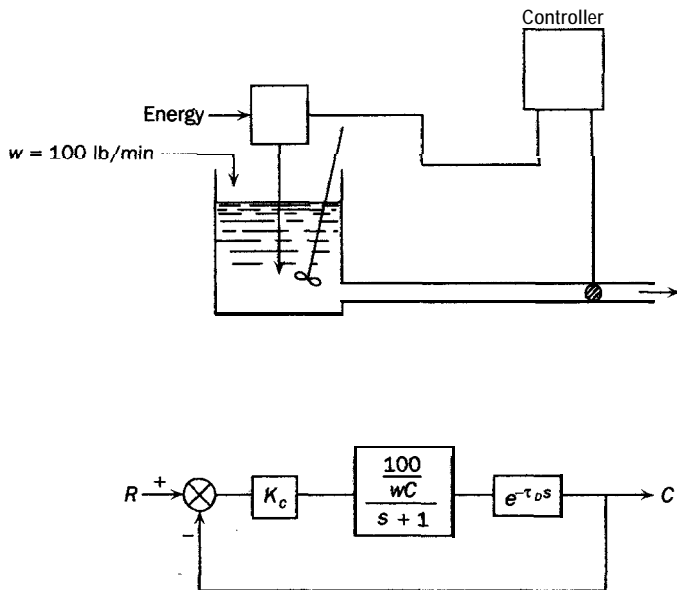 Controller
Energy
w = 100 lb/min
R
+
−
K_c
100
wC
s + 1
e^{-τ_D s}
C